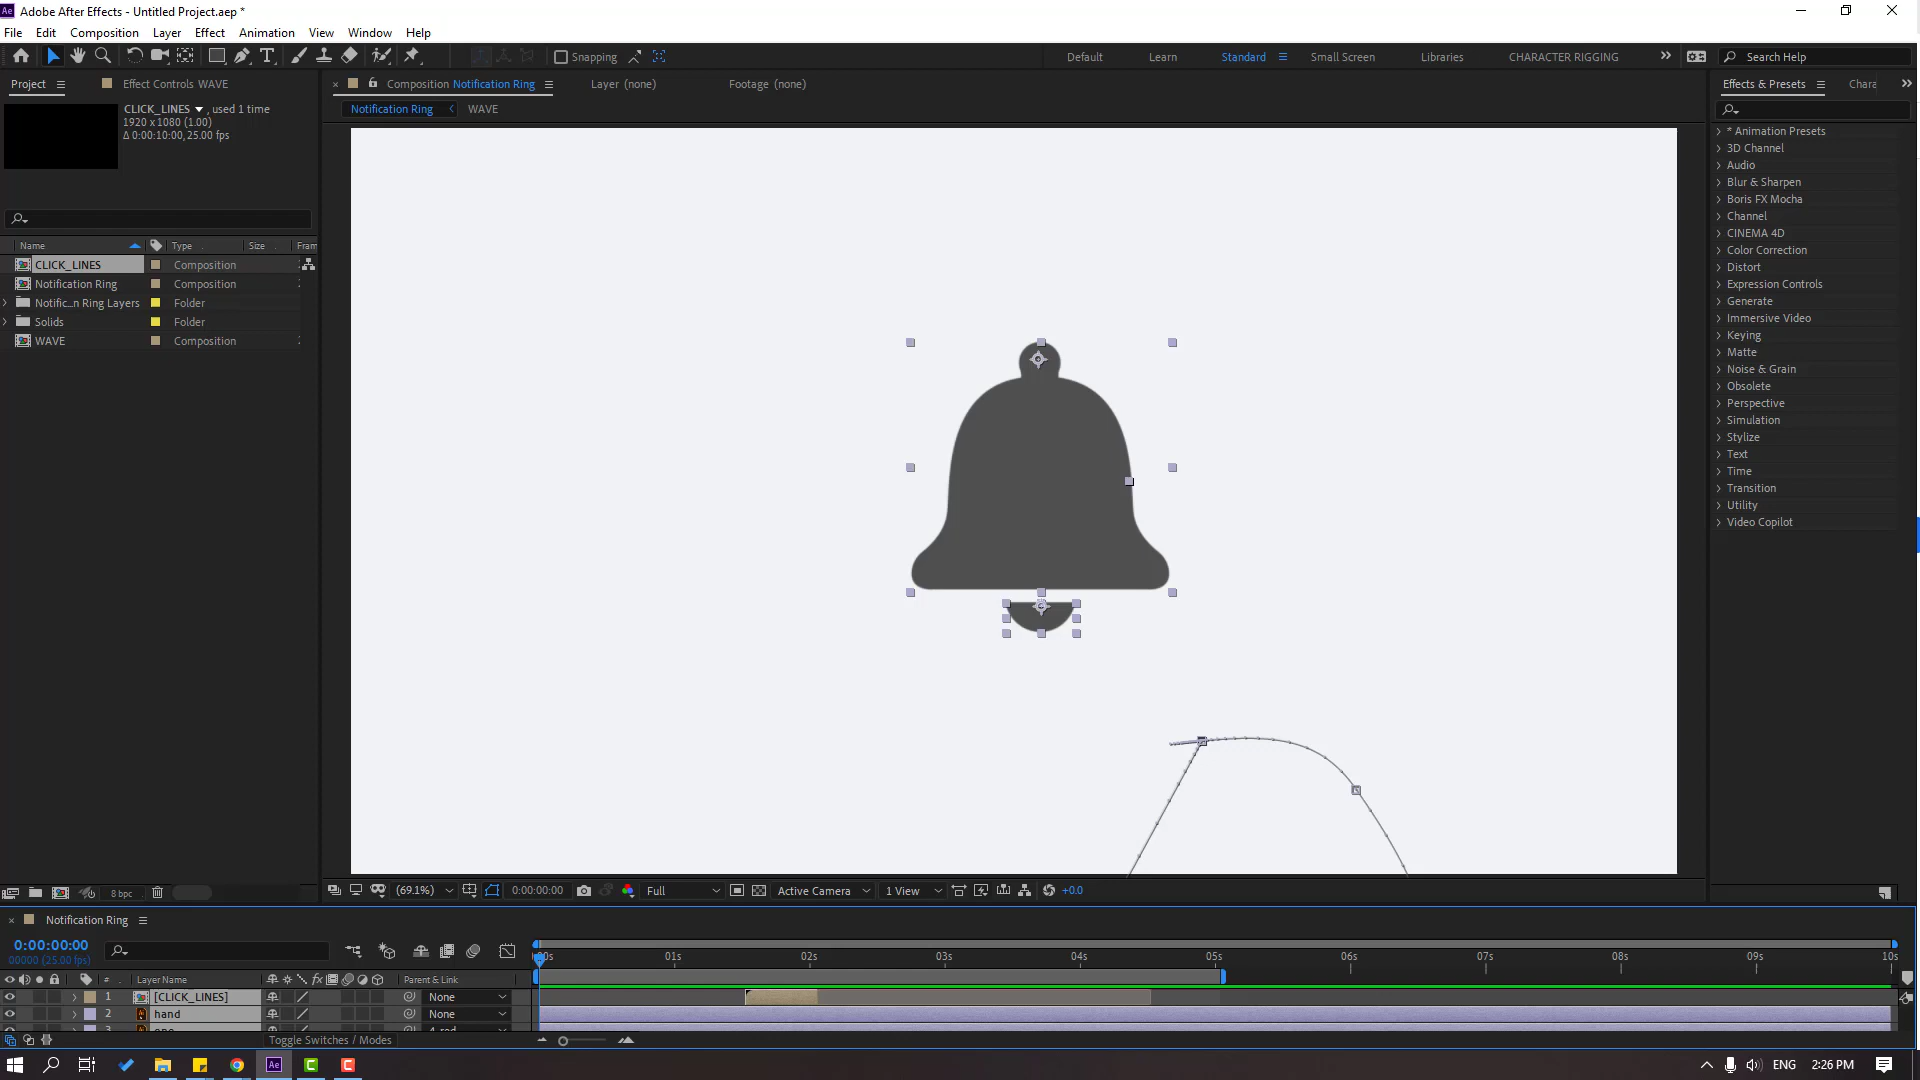 Adobe After Effects - Untitled Project.aep *
File Edit Composition Layer Effect Animation View Window Help
Snapping
Default Learn Standard Small Screen Libraries CHARACTER RIGGING
Search Help
Project Effect Controls WAVE
Composition Notification Ring
Layer (none)
Footage (none)
Effects & Presets Chara
Notification Ring WAVE
CLICK_LINES , used 1 time
1920 x 1080 (1.00)
Δ 0:00:10:00, 25.00 fps
Name Type Size Fram
CLICK_LINES Composition
Notification Ring Composition
Notific...n Ring Layers Folder
Solids Folder
WAVE Composition
* Animation Presets
3D Channel
Audio
Blur & Sharpen
Boris FX Mocha
Channel
CINEMA 4D
Color Correction
Distort
Expression Controls
Generate
Immersive Video
Keying
Matte
Noise & Grain
Obsolete
Perspective
Simulation
Stylize
Text
Time
Transition
Utility
Video Copilot
8 bpc
(69.1%) 0:00:00:00 Full Active Camera 1 View +0.0
Notification Ring
0:00:00:00
00000 (25.00 fps)
00s 01s 02s 03s 04s 05s 06s 07s 08s 09s 10s
# Layer Name Parent & Link
1 [CLICK_LINES] None
2 hand None
Toggle Switches / Modes
ENG 2:26 PM